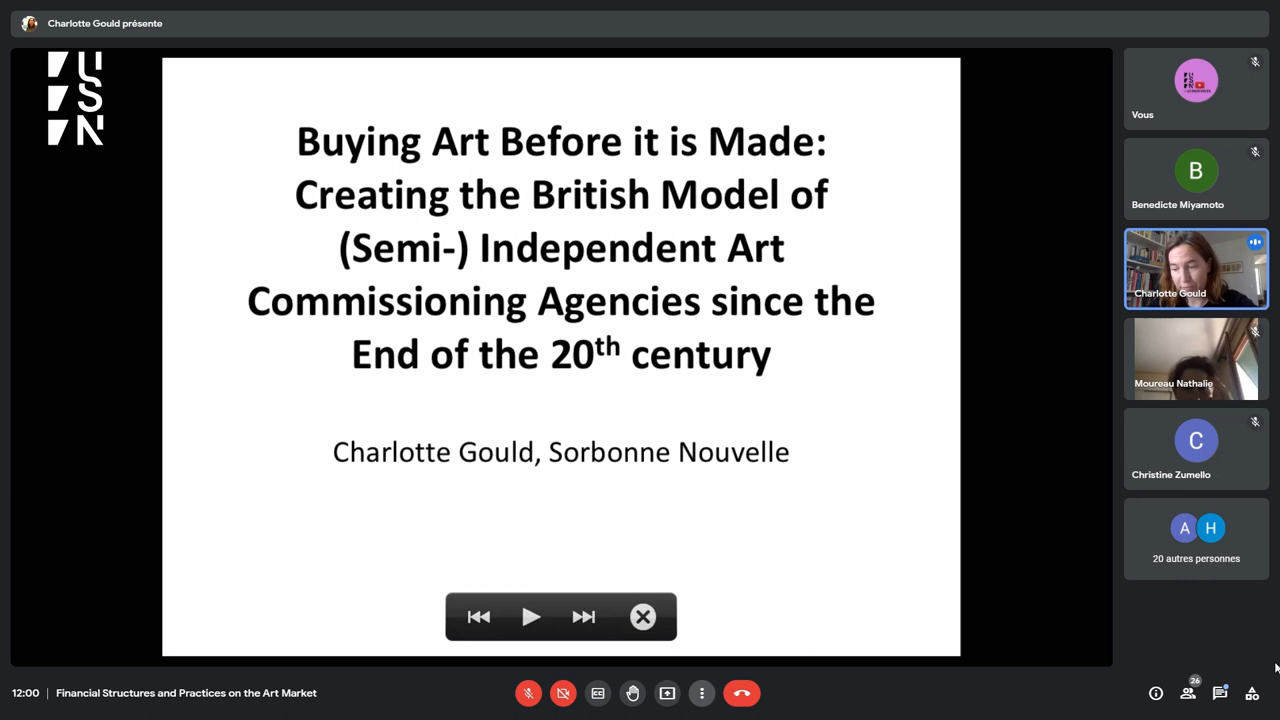 Charlotte Gould présente
USN
Buying Art Before it is Made:
Creating the British Model of
(Semi-) Independent Art
Commissioning Agencies since the
End of the 20th century
Charlotte Gould, Sorbonne Nouvelle
Vous
B
Benedicte Miyamoto
Charlotte Gould
Moureau Nathalie
C
Christine Zumello
A H
20 autres personnes
12:00 | Financial Structures and Practices on the Art Market
26